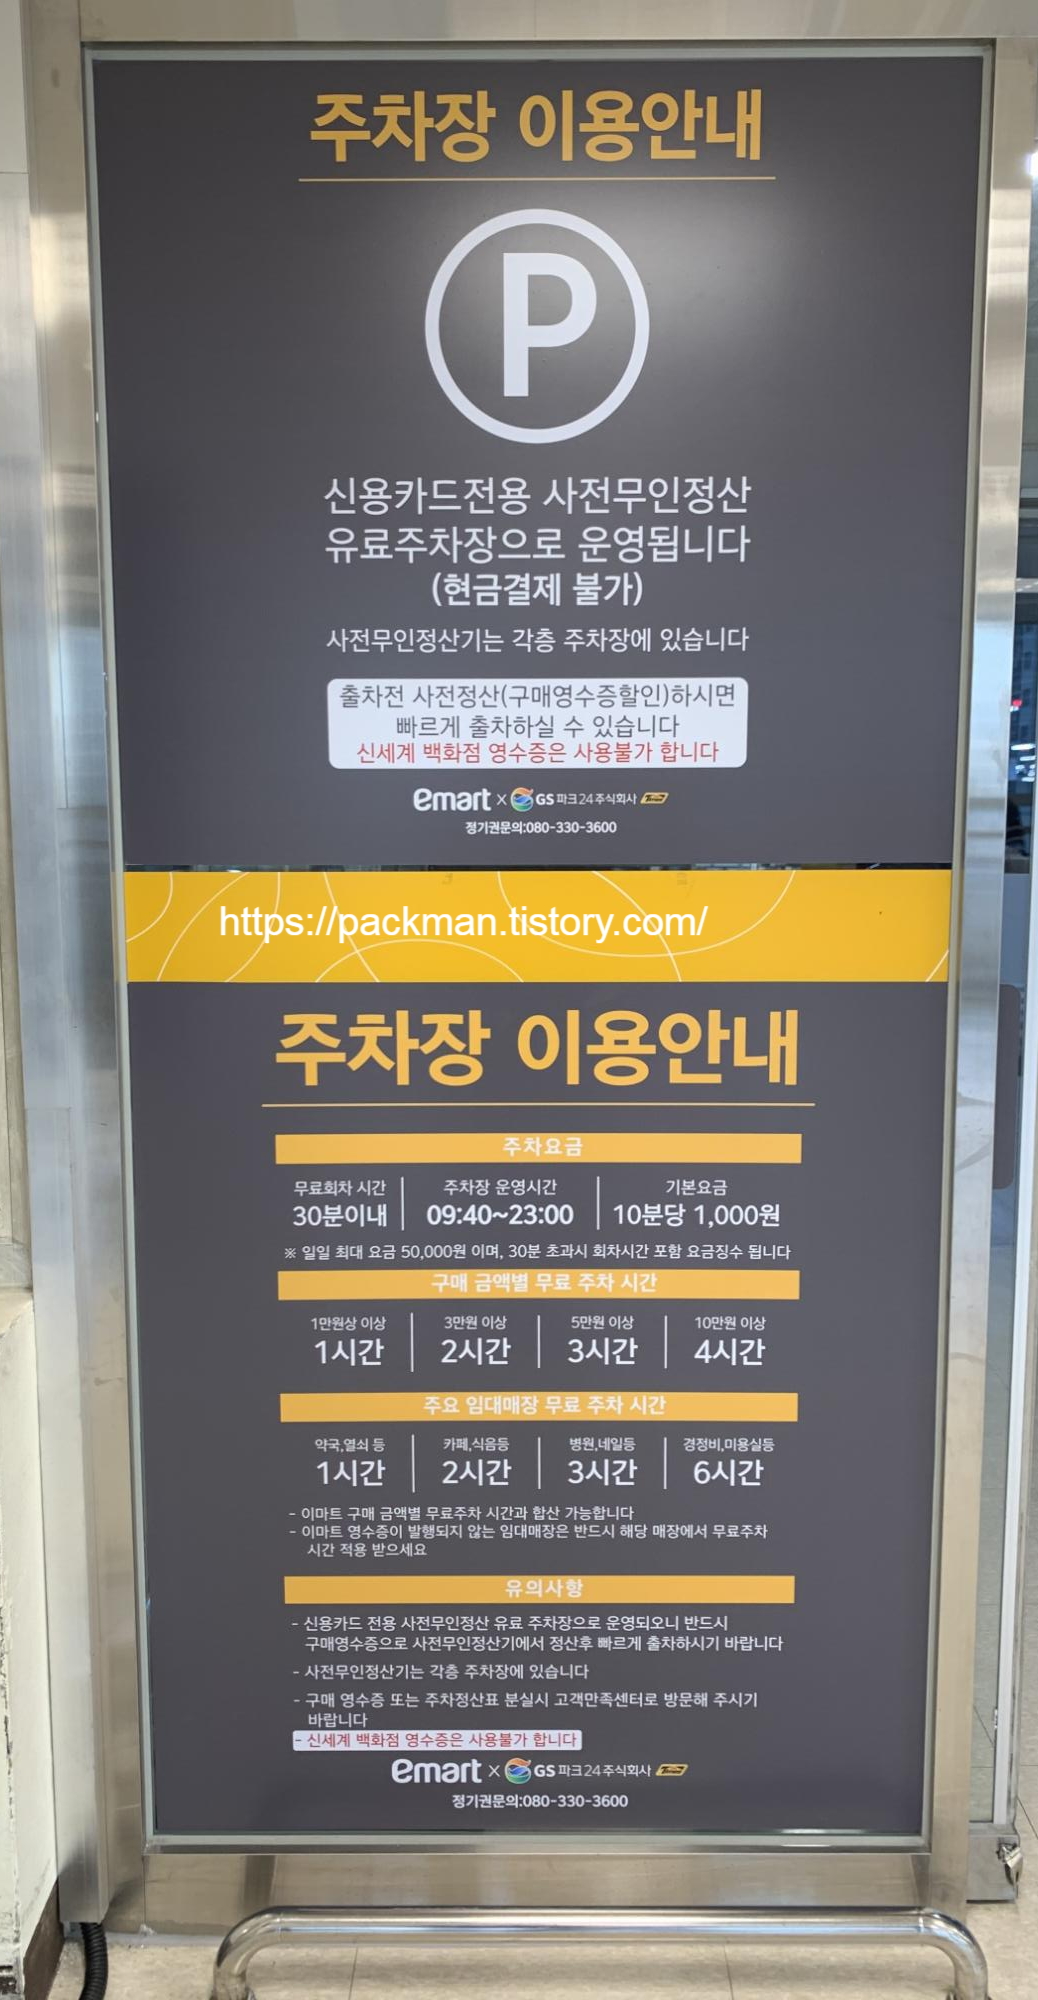 주차장 이용안내
P
신용카드전용 사전무인정산
유료주차장으로 운영됩니다
(현금결제 불가)
사전무인정산기는 각층 주차장에 있습니다
출차전 사전정산(구매영수증할인)하시면
빠르게 출차하실 수 있습니다
신세계 백화점 영수증은 사용불가 합니다
emart x GS 파크24주식회사
정기권문의:080-330-3600
https://packman.tistory.com/
주차장 이용안내
주차요금
무료회차 시간 주차장 운영시간 기본요금
30분이내 09:40~23:00 10분당 1,000원
※ 일일 최대 요금 50,000원 이며, 30분 초과시 회차시간 포함 요금징수 됩니다
구매 금액별 무료 주차 시간
1만원상 이상 3만원 이상 5만원 이상 10만원 이상
1시간 2시간 3시간 4시간
주요 임대매장 무료 주차 시간
약국,열쇠 등 카페,식음등 병원,네일등 경정비,미용실등
1시간 2시간 3시간 6시간
- 이마트 구매 금액별 무료주차 시간과 합산 가능합니다
- 이마트 영수증이 발행되지 않는 임대매장은 반드시 해당 매장에서 무료주차
시간 적용 받으세요
유의사항
- 신용카드 전용 사전무인정산 유료 주차장으로 운영되오니 반드시
구매영수증으로 사전무인정산기에서 정산후 빠르게 출차하시기 바랍니다
- 사전무인정산기는 각층 주차장에 있습니다
- 구매 영수증 또는 주차정산표 분실시 고객만족센터로 방문해 주시기
바랍니다
- 신세계 백화점 영수증은 사용불가 합니다
emart x GS 파크24주식회사
정기권문의:080-330-3600